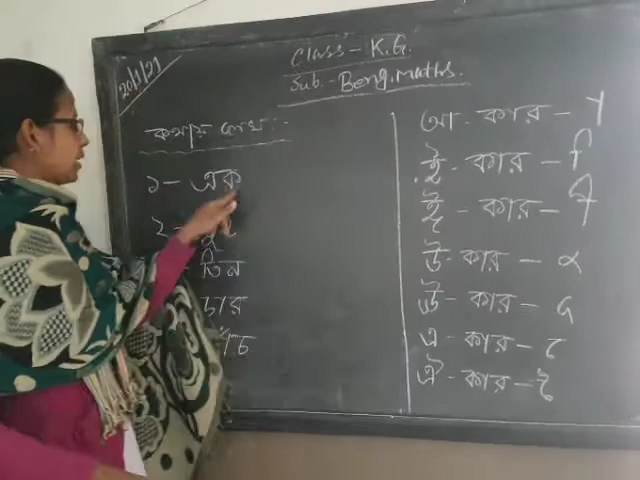 20/1/21
Class - K.G.
Sub. - Beng. maths.
কথায় লেখ :-
১ - এক
২ - দুই
তিন
চার
পাঁচ
আ - কার - া
ই - কার - ি
ঈ - কার - ী
উ - কার - ু
ঊ - কার - ূ
এ - কার - ে
ঐ - কার - ৈ